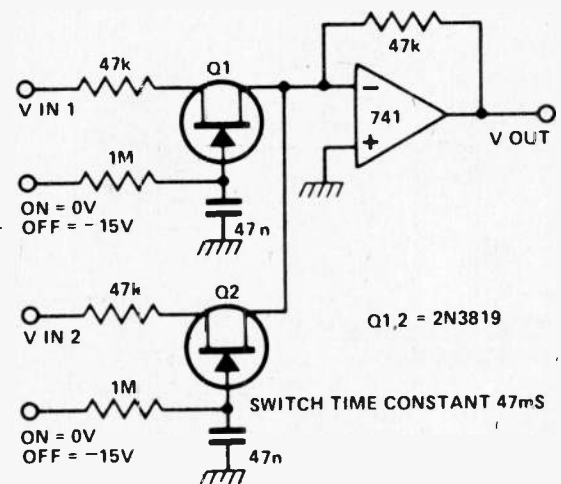 47k
Q1
47k
V IN 1
741
V OUT
1M
ON = 0V
OFF = -15V
47n
47k
Q2
V IN 2
Q1,2 = 2N3819
1M
SWITCH TIME CONSTANT 47mS
ON = 0V
OFF = -15V
47n